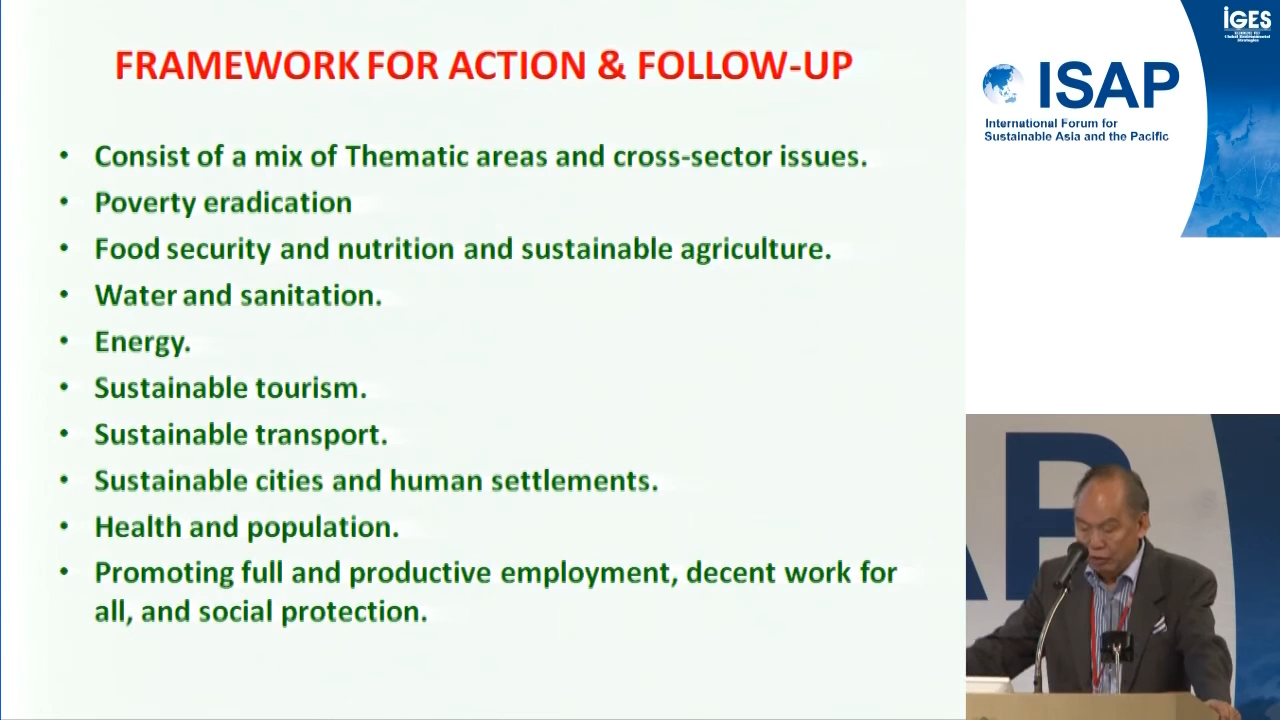 FRAMEWORK FOR ACTION & FOLLOW-UP
• Consist of a mix of Thematic areas and cross-sector issues.
• Poverty eradication
• Food security and nutrition and sustainable agriculture.
• Water and sanitation.
• Energy.
• Sustainable tourism.
• Sustainable transport.
• Sustainable cities and human settlements.
• Health and population.
• Promoting full and productive employment, decent work for
all, and social protection.
IGES
ISAP
International Forum for
Sustainable Asia and the Pacific
AP